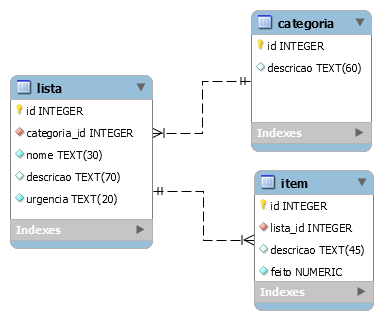 categoria
id INTEGER
descricao TEXT(60)
Indexes
lista
id INTEGER
categoria_id INTEGER
nome TEXT(30)
descricao TEXT(70)
urgencia TEXT(20)
Indexes
item
id INTEGER
lista_id INTEGER
descricao TEXT(45)
feito NUMERIC
Indexes